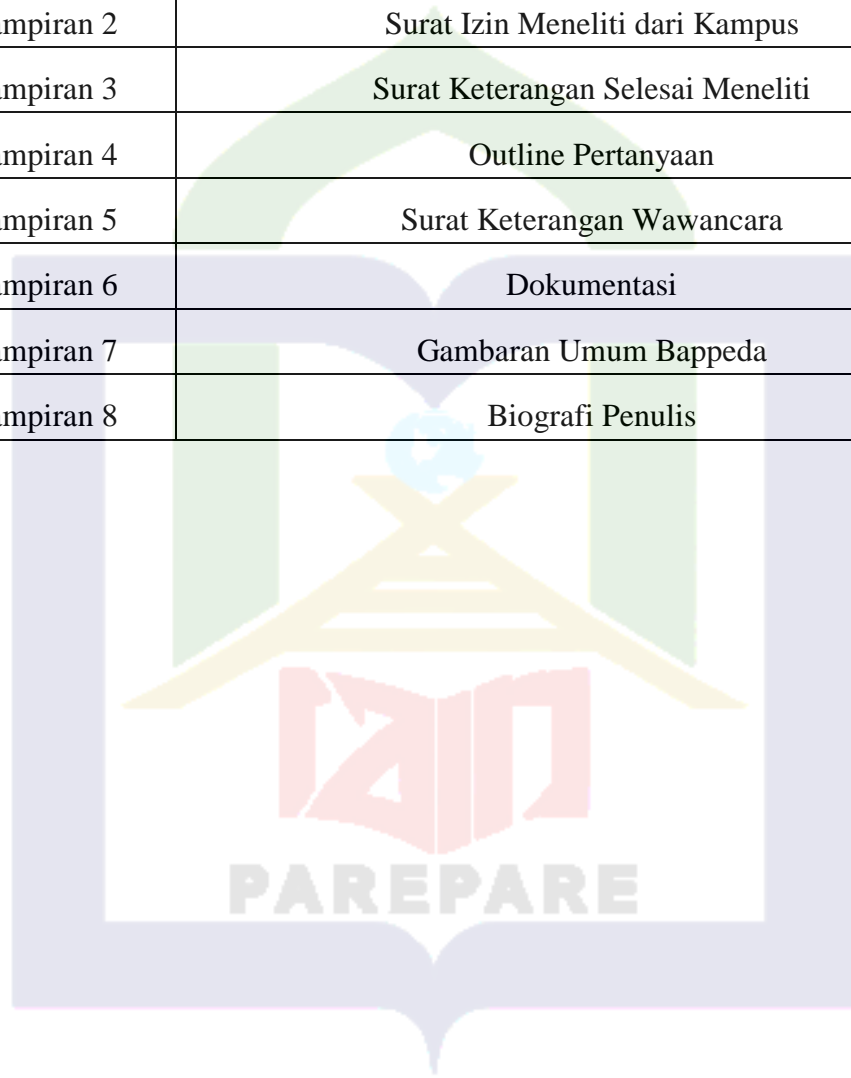 mpiran 2 Surat Izin Meneliti dari Kampus
mpiran 3 Surat Keterangan Selesai Meneliti
mpiran 4 Outline Pertanyaan
mpiran 5 Surat Keterangan Wawancara
mpiran 6 Dokumentasi
mpiran 7 Gambaran Umum Bappeda
mpiran 8 Biografi Penulis
iain
PAREPARE